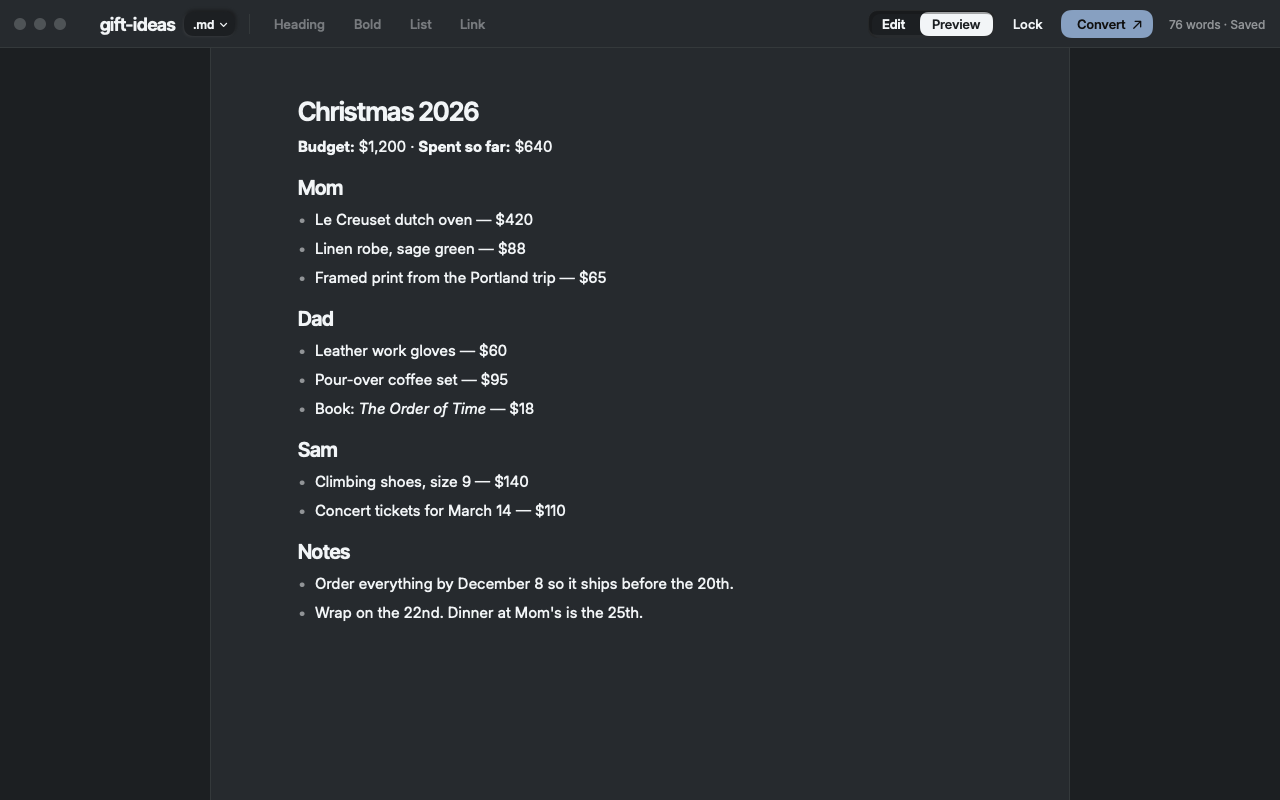 gift-ideas .md Heading Bold List Link Edit Preview Lock Convert ↗ 76 words · Saved
Christmas 2026
Budget: $1,200 · Spent so far: $640
Mom
• Le Creuset dutch oven — $420
• Linen robe, sage green — $88
• Framed print from the Portland trip — $65
Dad
• Leather work gloves — $60
• Pour-over coffee set — $95
• Book: The Order of Time — $18
Sam
• Climbing shoes, size 9 — $140
• Concert tickets for March 14 — $110
Notes
• Order everything by December 8 so it ships before the 20th.
• Wrap on the 22nd. Dinner at Mom's is the 25th.